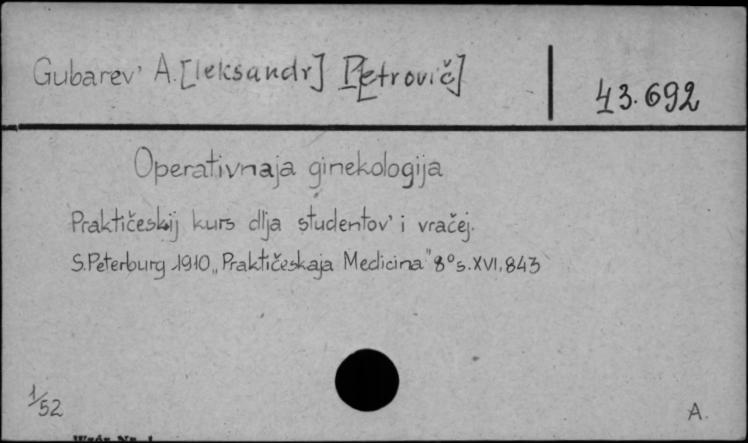 Gubarev' A.[leksandr] P[etrovič]
43.692
Operativnaja ginekologija
Praktičeskij kurs dlja studentov' i vračej.
S.Peterburg 1910 „Praktičeskaja Medicina" 8° s. XVI, 843
1/52
A.